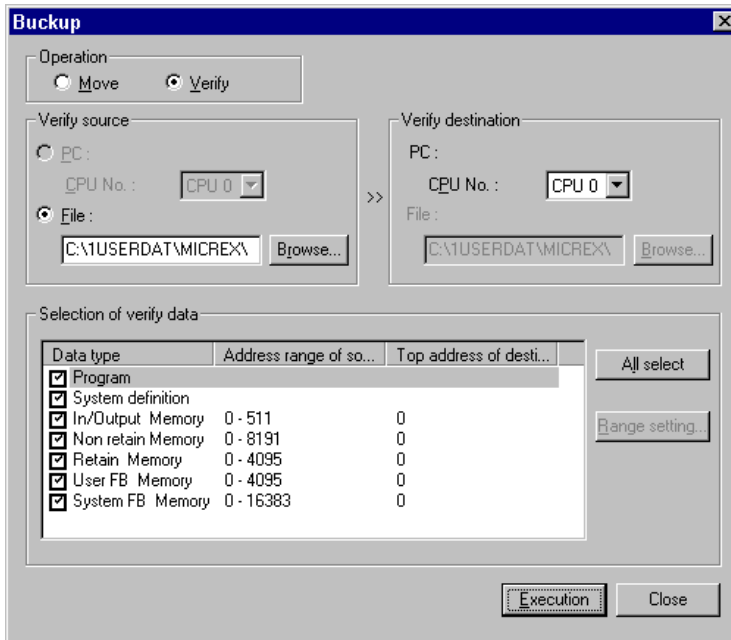 Buckup
Operation
Move Verify
Verify source
PC :
CPU No. : CPU 0
File :
C:\1USERDAT\MICREX\ Browse...
>>
Verify destination
PC :
CPU No. : CPU 0
File :
C:\1USERDAT\MICREX\ Browse...
Selection of verify data
Data type Address range of so... Top address of desti...
Program
System definition
In/Output Memory 0 - 511 0
Non retain Memory 0 - 8191 0
Retain Memory 0 - 4095 0
User FB Memory 0 - 4095 0
System FB Memory 0 - 16383 0
All select
Range setting...
Execution Close